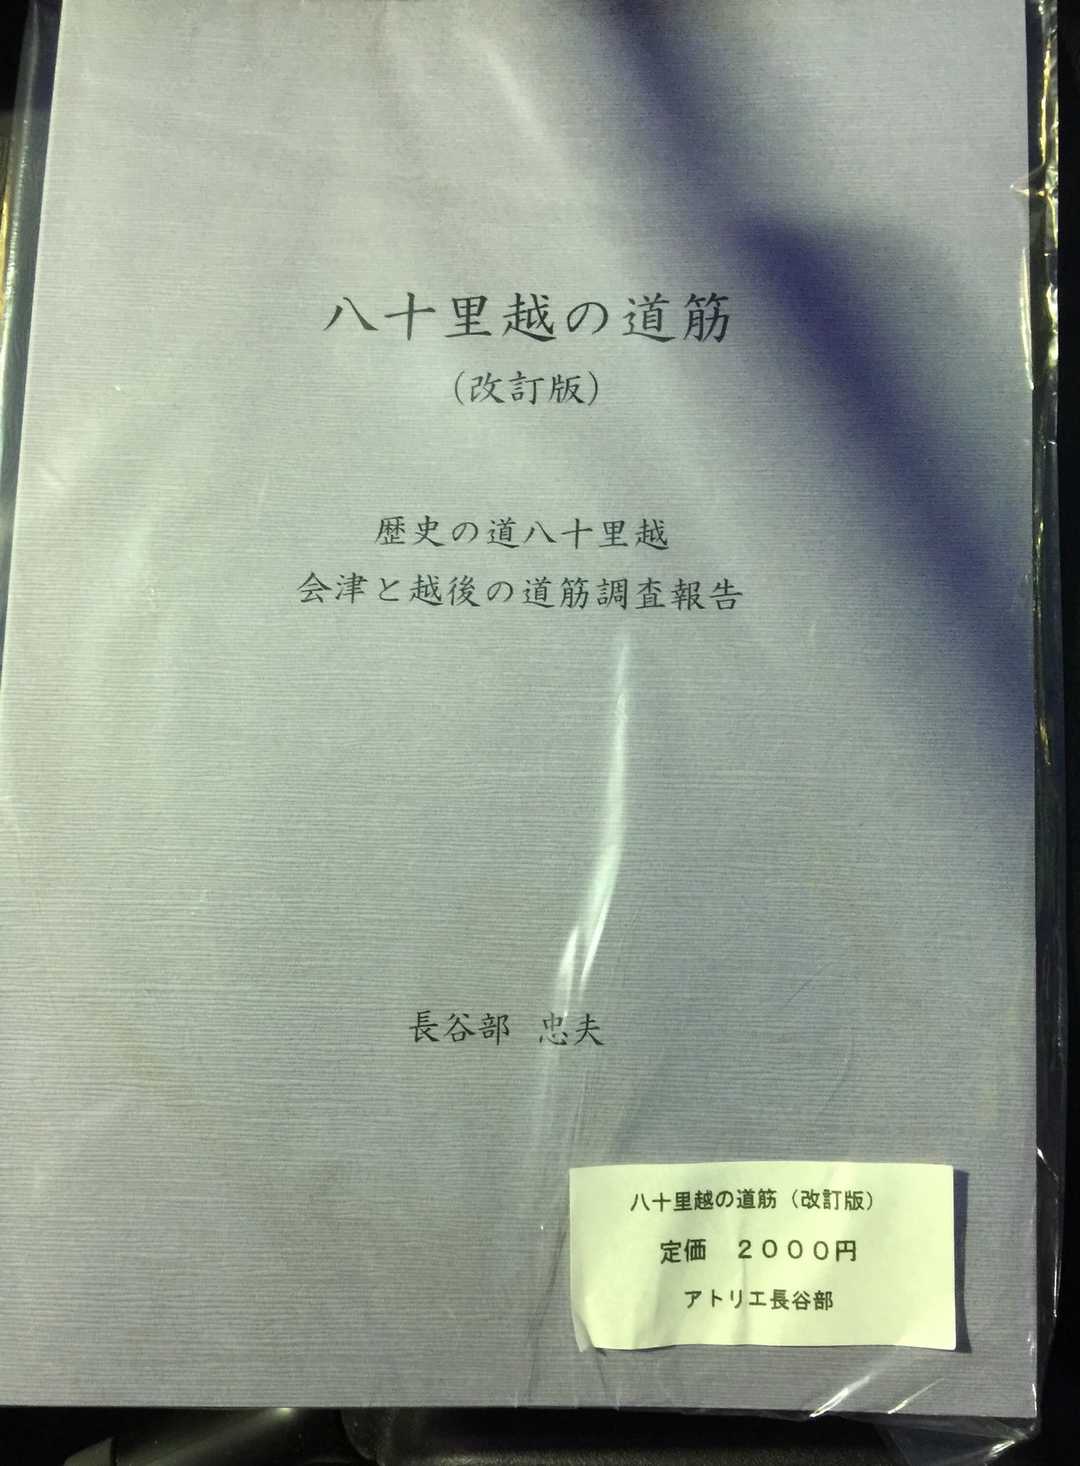 八十里越の道筋
（改訂版）
歴史の道八十里越
会津と越後の道筋調査報告
長谷部 忠夫
八十里越の道筋（改訂版）
定価 ２０００円
アトリエ長谷部